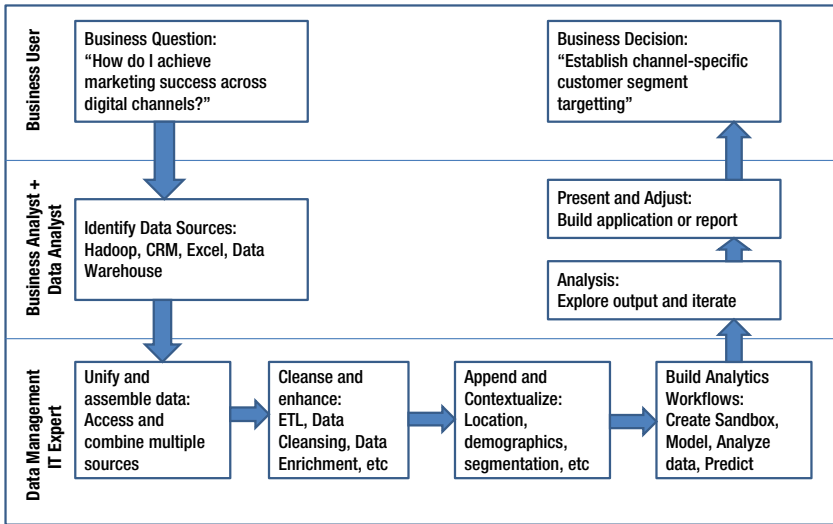 Business User
Business Question:
“How do I achieve
marketing success across
digital channels?”
Business Decision:
“Establish channel-specific
customer segment
targetting”
Business Analyst +
Data Analyst
Identify Data Sources:
Hadoop, CRM, Excel, Data
Warehouse
Present and Adjust:
Build application or report
Analysis:
Explore output and iterate
Data Management
IT Expert
Unify and
assemble data:
Access and
combine multiple
sources
Cleanse and
enhance:
ETL, Data
Cleansing, Data
Enrichment, etc
Append and
Contextualize:
Location,
demographics,
segmentation, etc
Build Analytics
Workflows:
Create Sandbox,
Model, Analyze
data, Predict